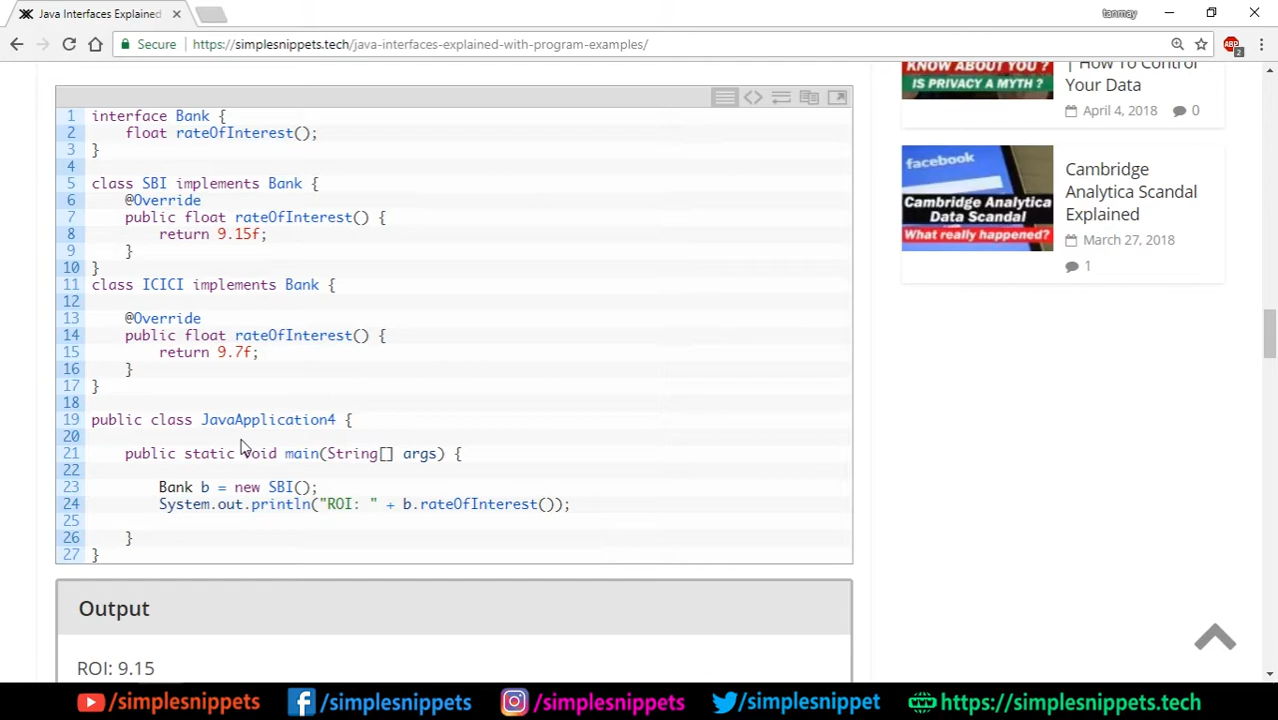 Java Interfaces Explained
tanmay
Secure https://simplesnippets.tech/java-interfaces-explained-with-program-examples/
ABP
2
1 interface Bank {
2 float rateOfInterest();
3 }
4
5 class SBI implements Bank {
6 @Override
7 public float rateOfInterest() {
8 return 9.15f;
9 }
10 }
11 class ICICI implements Bank {
12
13 @Override
14 public float rateOfInterest() {
15 return 9.7f;
16 }
17 }
18
19 public class JavaApplication4 {
20
21 public static void main(String[] args) {
22
23 Bank b = new SBI();
24 System.out.println("ROI: " + b.rateOfInterest());
25
26 }
27 }
Output
ROI: 9.15
KNOW ABOUT YOU ?
IS PRIVACY A MYTH ?
| How To Control
Your Data
April 4, 2018 0
facebook
Cambridge Analytica
Data Scandal
What really happened?
Cambridge
Analytica Scandal
Explained
March 27, 2018
1
/simplesnippets /simplesnippets /simplesnippets /simplesnippets https://simplesnippets.tech